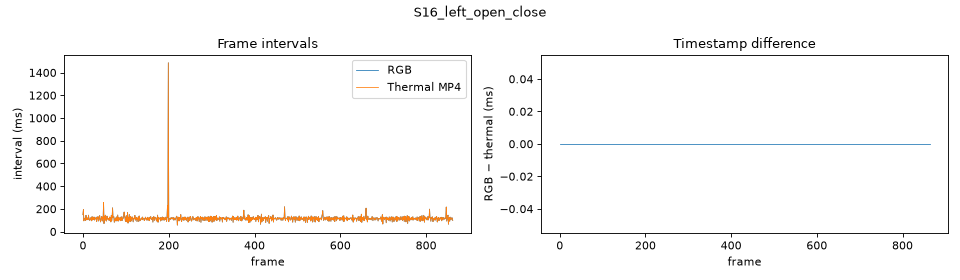 S16_left_open_close
Frame intervals
interval (ms)
1400
1200
1000
800
600
400
200
0
0
200
400
600
800
frame
RGB
Thermal MP4
Timestamp difference
RGB − thermal (ms)
0.04
0.02
0.00
−0.02
−0.04
0
200
400
600
800
frame